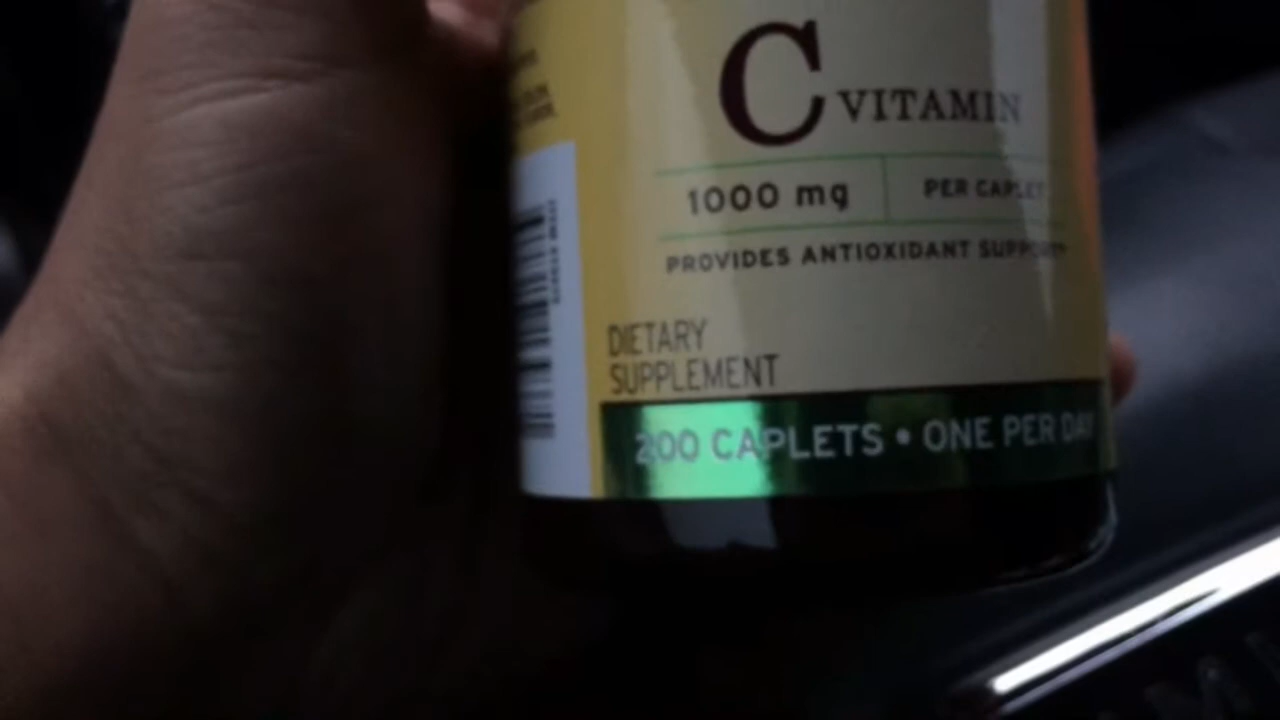 C VITAMIN
1000 mg PER CAPLET
PROVIDES ANTIOXIDANT SUPPORT*
DIETARY
SUPPLEMENT
200 CAPLETS • ONE PER DAY